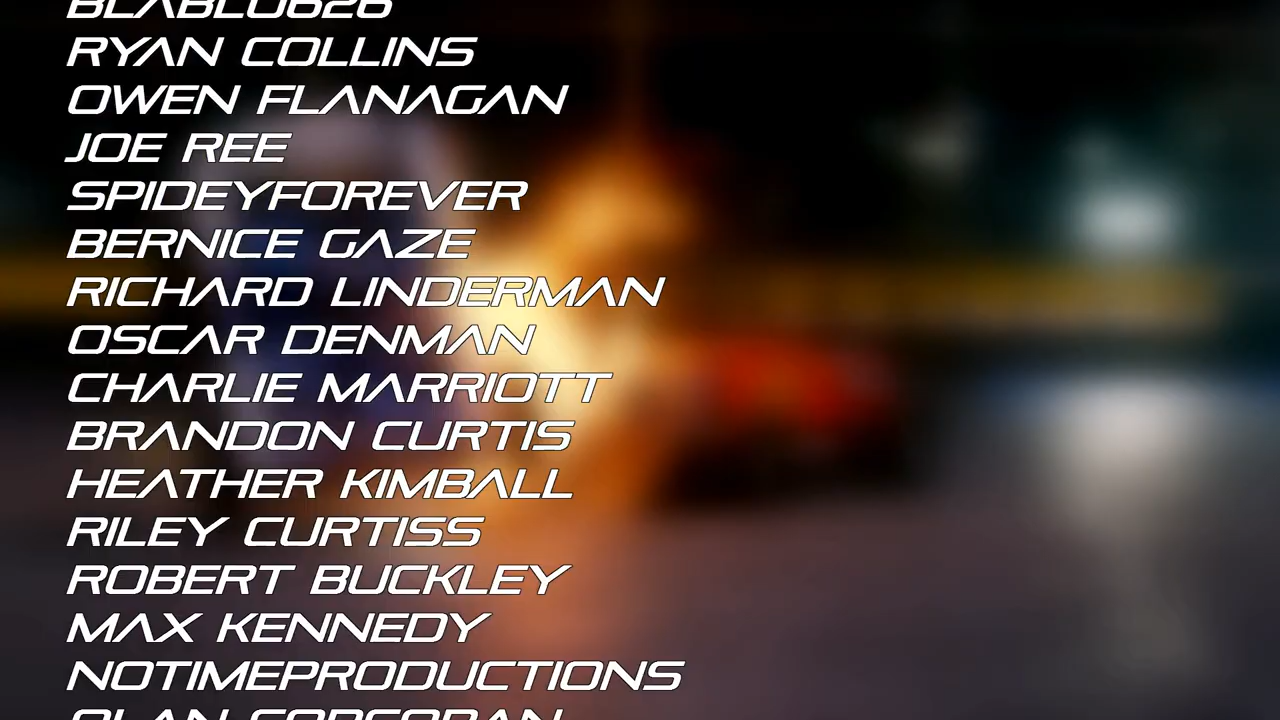 BLABLO626
RYAN COLLINS
OWEN FLANAGAN
JOE REE
SPIDEYFOREVER
BERNICE GAZE
RICHARD LINDERMAN
OSCAR DENMAN
CHARLIE MARRIOTT
BRANDON CURTIS
HEATHER KIMBALL
RILEY CURTISS
ROBERT BUCKLEY
MAX KENNEDY
NOTIMEPRODUCTIONS